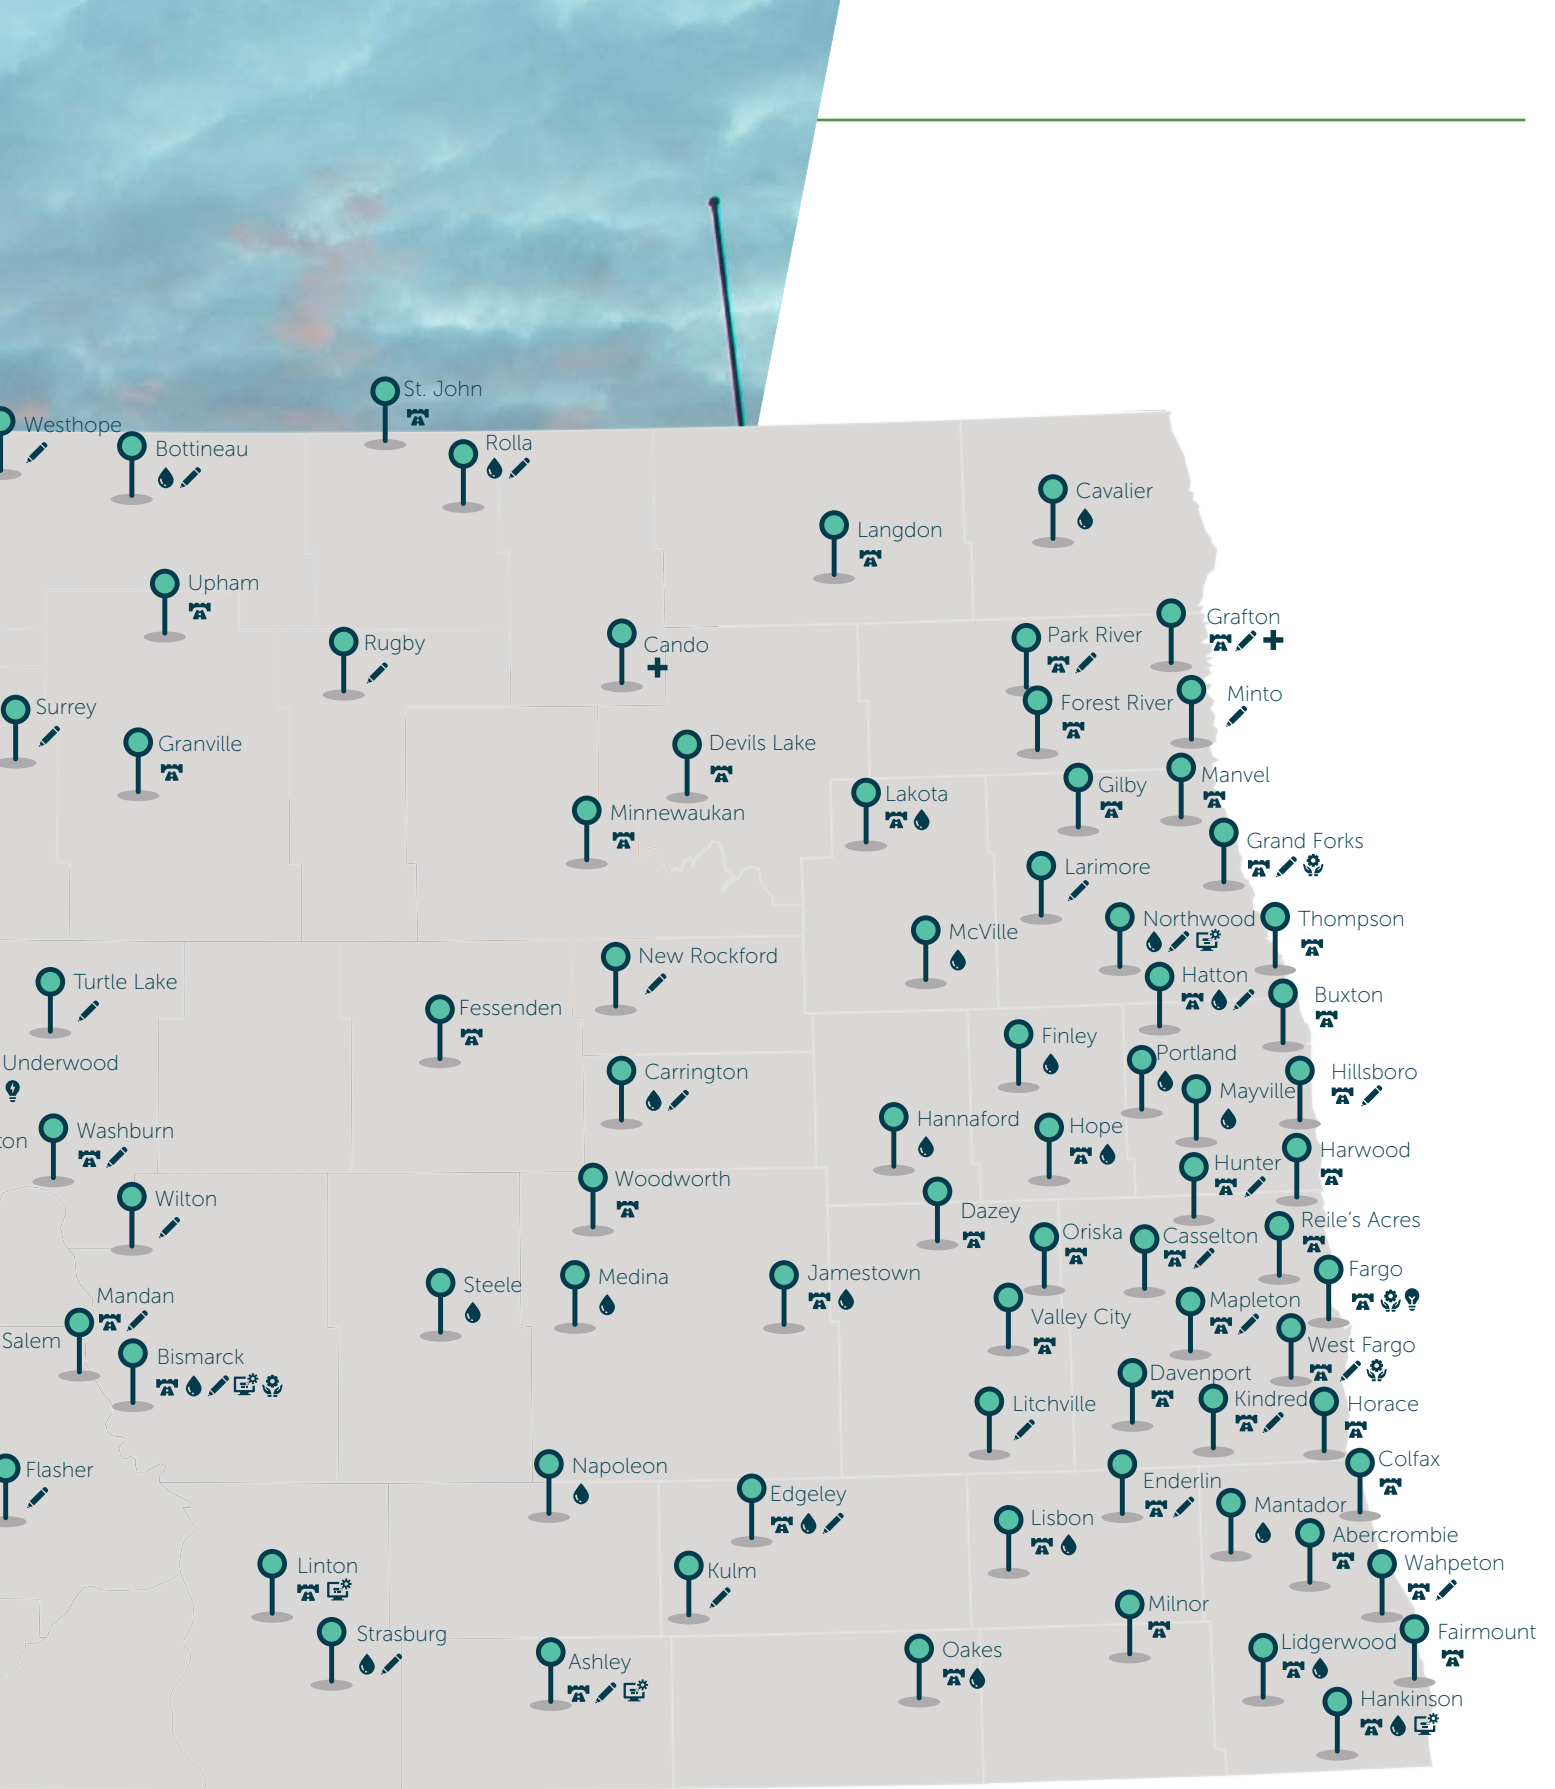 St. John
Westhope
Bottineau
Rolla
Cavalier
Langdon
Upham
Grafton
Rugby
Cando
Park River
Minto
Surrey
Forest River
Granville
Devils Lake
Manvel
Gilby
Lakota
Minnewaukan
Grand Forks
Larimore
Northwood
Thompson
McVille
New Rockford
Hatton
Turtle Lake
Buxton
Fessenden
Finley
Portland
Underwood
Carrington
Hillsboro
Mayville
Hannaford
Hope
Washburn
ton
Harwood
Hunter
Woodworth
Wilton
Dazey
Reile's Acres
Oriska
Casselton
Fargo
Jamestown
Medina
Steele
Mandan
Mapleton
Valley City
Salem
West Fargo
Bismarck
Davenport
Kindred
Litchville
Horace
Colfax
Napoleon
Flasher
Enderlin
Edgeley
Mantador
Lisbon
Abercrombie
Wahpeton
Linton
Kulm
Milnor
Fairmount
Strasburg
Lidgerwood
Oakes
Ashley
Hankinson